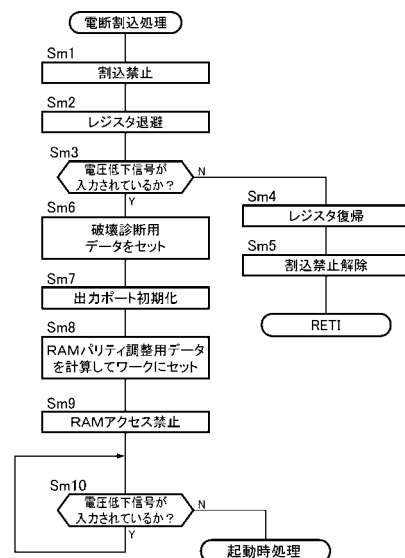 電断割込処理
Sm1
割込禁止
Sm2
レジスタ退避
Sm3
電圧低下信号が
入力されているか？
N
Y
Sm4
レジスタ復帰
Sm5
割込禁止解除
RETI
Sm6
破壊診断用
データをセット
Sm7
出力ポート初期化
Sm8
RAMパリティ調整用データ
を計算してワークにセット
Sm9
RAMアクセス禁止
Sm10
電圧低下信号が
入力されているか？
N
Y
起動時処理